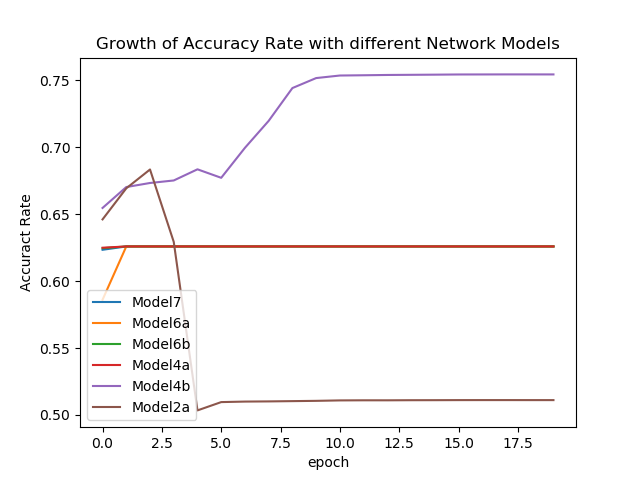 Growth of Accuracy Rate with different Network Models
0.75
0.70
0.65
0.60
0.55
0.50
Accuract Rate
Model7
Model6a
Model6b
Model4a
Model4b
Model2a
0.0 2.5 5.0 7.5 10.0 12.5 15.0 17.5
epoch